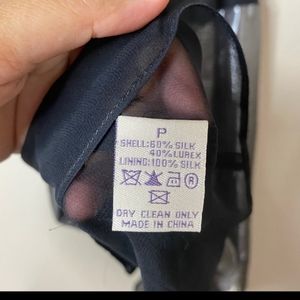 P
SHELL: 60% SILK
40% LUREX
LINING: 100% SILK
R
DRY CLEAN ONLY
MADE IN CHINA